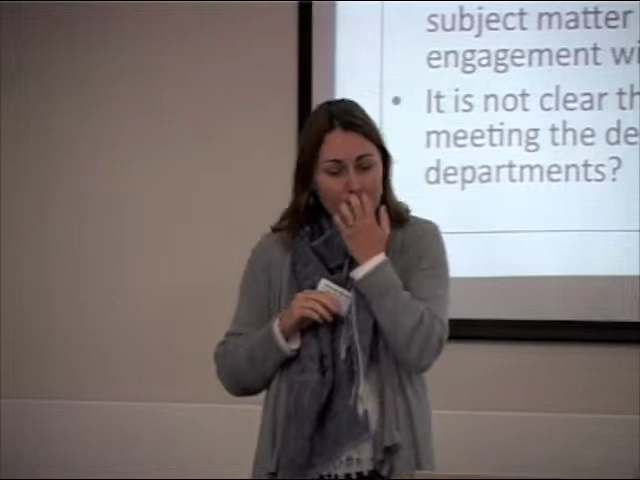 subject matter
engagement wi
• It is not clear th
meeting the de
departments?